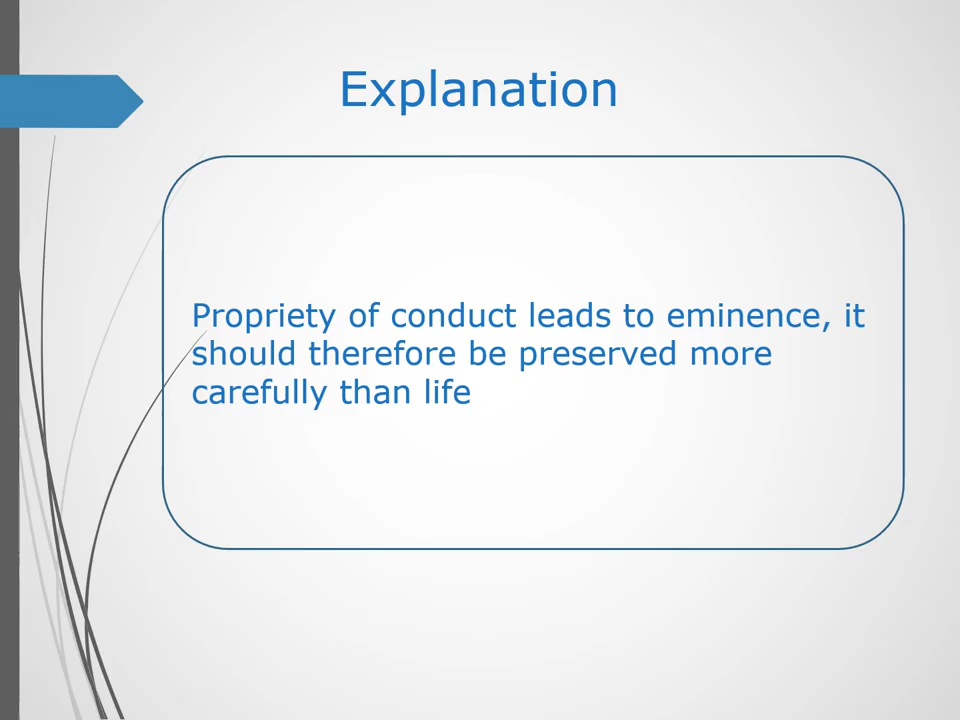 Explanation
Propriety of conduct leads to eminence, it
should therefore be preserved more
carefully than life